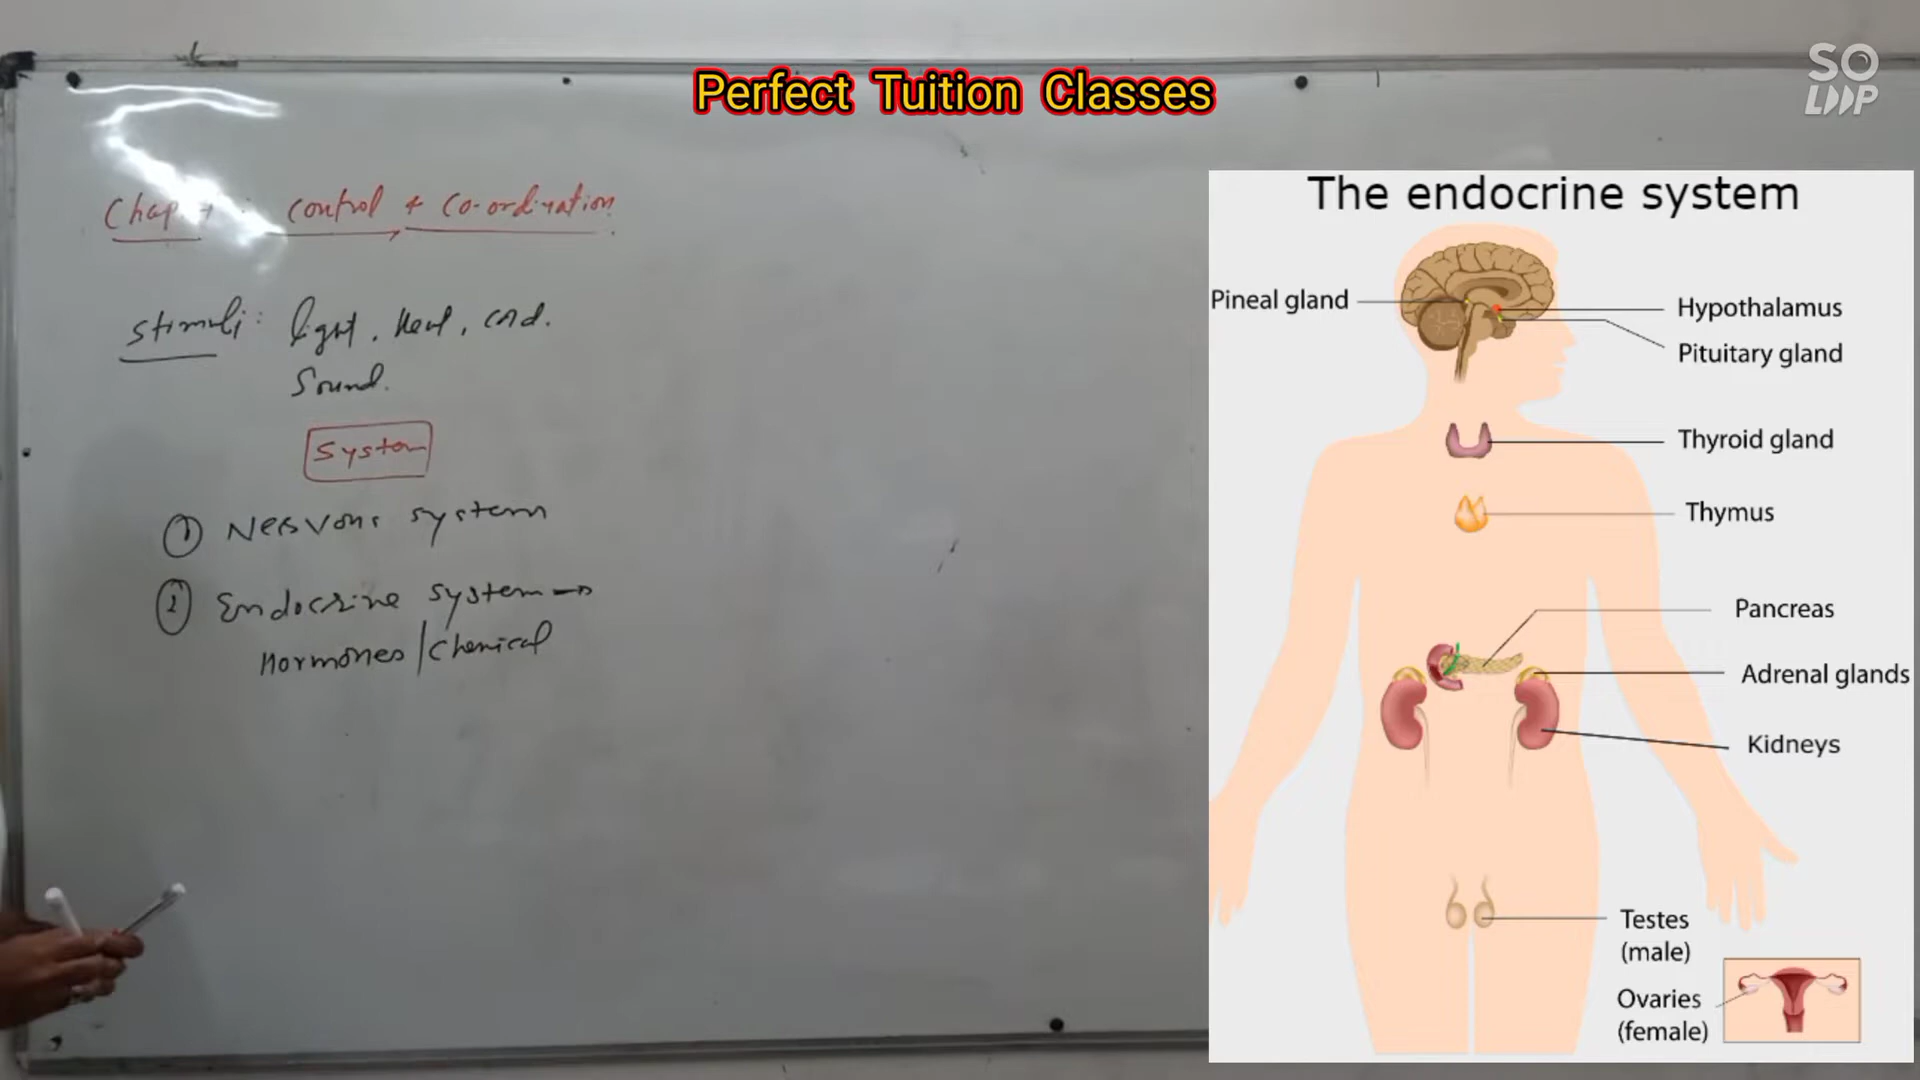 Perfect Tuition Classes
SO
LOOP
control & Co-ordination
Stimuli: light, Heat, cold.
Sound.
System
① Nervous system
② Endocrine system →
Hormones/Chemical
The endocrine system
Pineal gland
Hypothalamus
Pituitary gland
Thyroid gland
Thymus
Pancreas
Adrenal glands
Kidneys
Testes
(male)
Ovaries
(female)